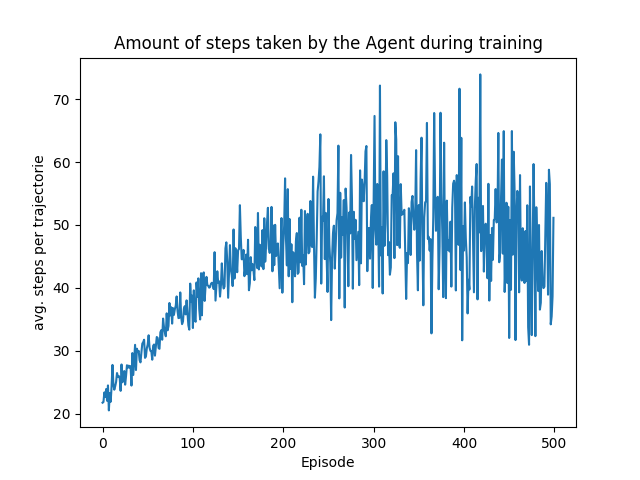 Amount of steps taken by the Agent during training
avg. steps per trajectorie
70
60
50
40
30
20
0 100 200 300 400 500
Episode